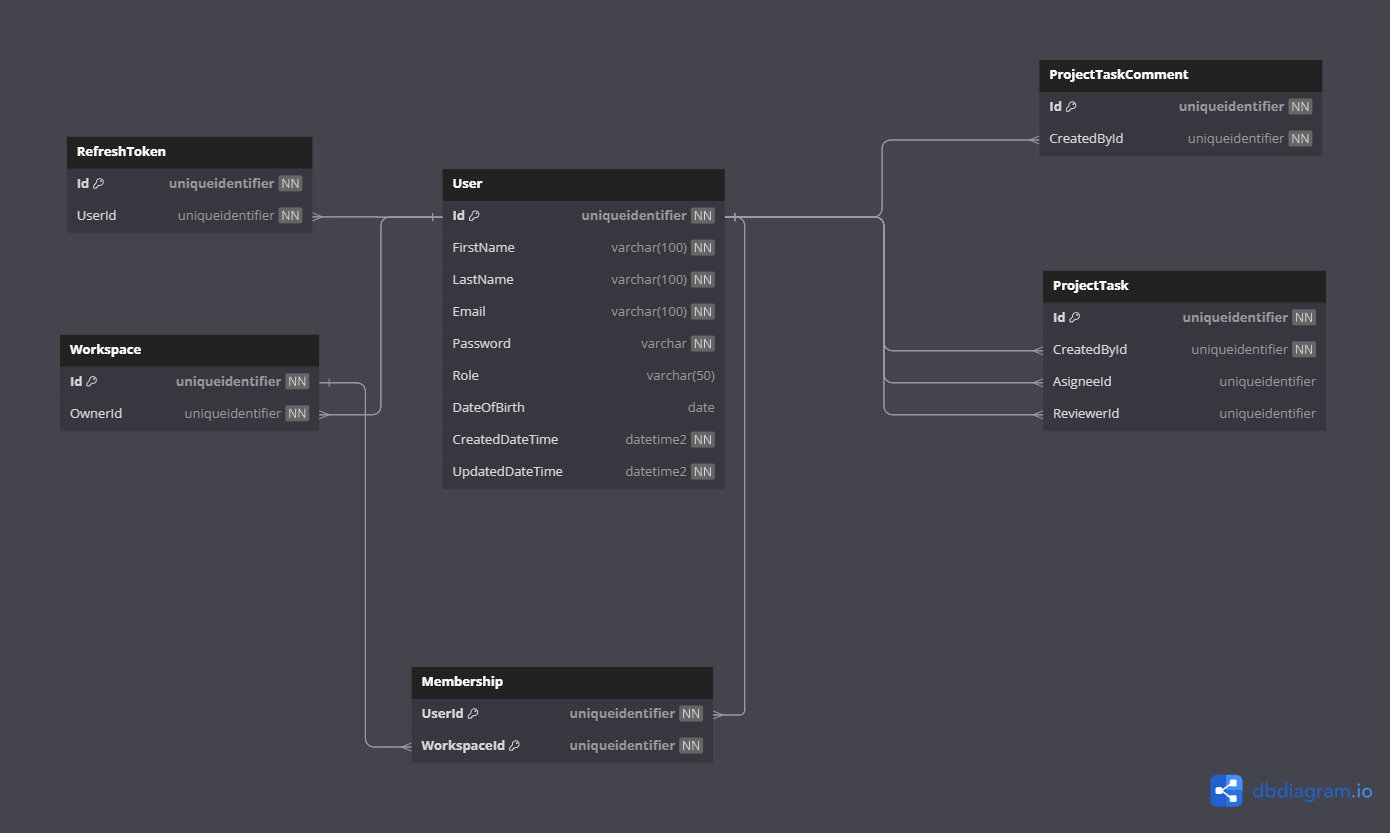 ProjectTaskComment
Id uniqueidentifier NN
CreatedById uniqueidentifier NN
RefreshToken
Id uniqueidentifier NN
UserId uniqueidentifier NN
User
Id uniqueidentifier NN
FirstName varchar(100) NN
LastName varchar(100) NN
Email varchar(100) NN
Password varchar NN
Role varchar(50)
DateOfBirth date
CreatedDateTime datetime2 NN
UpdatedDateTime datetime2 NN
ProjectTask
Id uniqueidentifier NN
CreatedById uniqueidentifier NN
AsigneeId uniqueidentifier
ReviewerId uniqueidentifier
Workspace
Id uniqueidentifier NN
OwnerId uniqueidentifier NN
Membership
UserId uniqueidentifier NN
WorkspaceId uniqueidentifier NN
dbdiagram.io